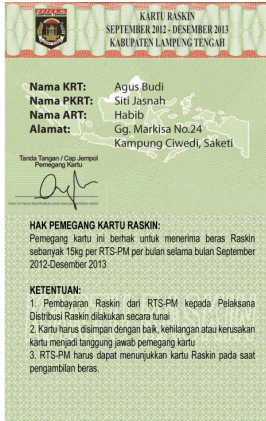 KARTU RASKIN
SEPTEMBER 2012 - DESEMBER 2013
KABUPATEN LAMPUNG TENGAH
Nama KRT: Agus Budi
Nama PKRT: Siti Jasnah
Nama ART: Habib
Alamat: Gg. Markisa No.24
Kampung Ciwedi, Saketi
Tanda Tangan / Cap Jempol
Pemegang Kartu
HAK PEMEGANG KARTU RASKIN:
Pemegang kartu ini berhak untuk menerima beras Raskin
sebanyak 15kg per RTS-PM per bulan selama bulan September
2012-Desember 2013
KETENTUAN:
1. Pembayaran Raskin dari RTS-PM kepada Pelaksana
Distribusi Raskin dilakukan secara tunai
2. Kartu harus disimpan dengan baik, kehilangan atau kerusakan
kartu menjadi tanggung jawab pemegang kartu
3. RTS-PM harus dapat menunjukkan kartu Raskin pada saat
pengambilan beras.